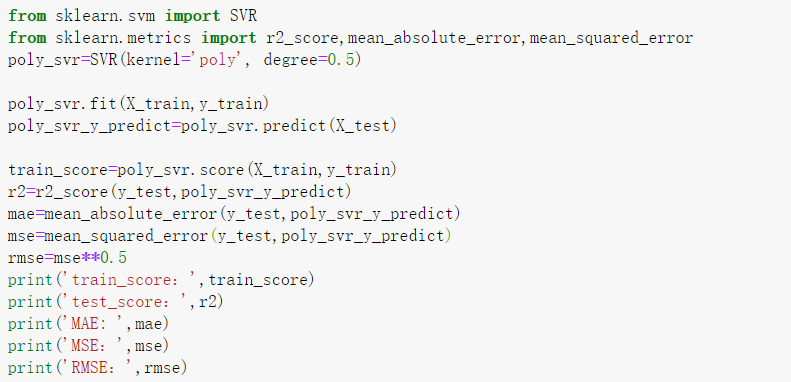 from sklearn.svm import SVR
from sklearn.metrics import r2_score,mean_absolute_error,mean_squared_error
poly_svr=SVR(kernel='poly', degree=0.5)
poly_svr.fit(X_train,y_train)
poly_svr_y_predict=poly_svr.predict(X_test)
train_score=poly_svr.score(X_train,y_train)
r2=r2_score(y_test,poly_svr_y_predict)
mae=mean_absolute_error(y_test,poly_svr_y_predict)
mse=mean_squared_error(y_test,poly_svr_y_predict)
rmse=mse**0.5
print('train_score：',train_score)
print('test_score：',r2)
print('MAE：',mae)
print('MSE：',mse)
print('RMSE：',rmse)